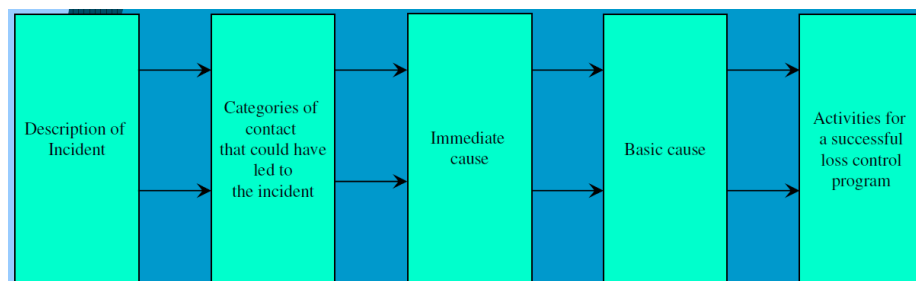 Description of
Incident
Categories of
contact
that could have
led to
the incident
Immediate
cause
Basic cause
Activities for
a successful
loss control
program